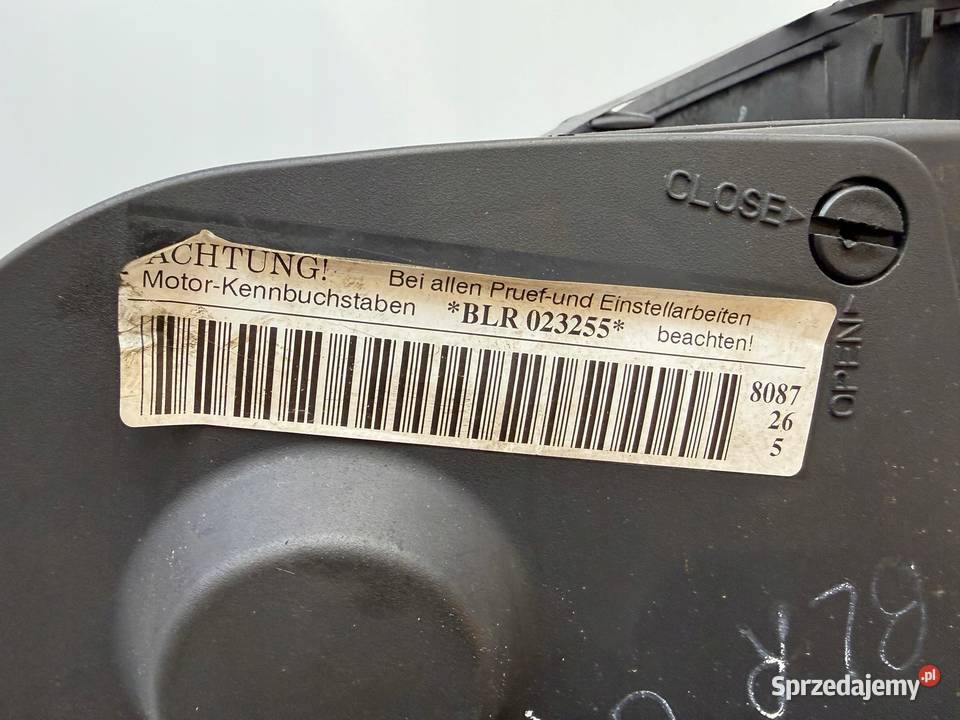 CLOSE
OPEN
ACHTUNG! Bei allen Pruef-und Einstellarbeiten
Motor-Kennbuchstaben *BLR 023255* beachten!
8087
26
5
BLR
Sprzedajemy.pl